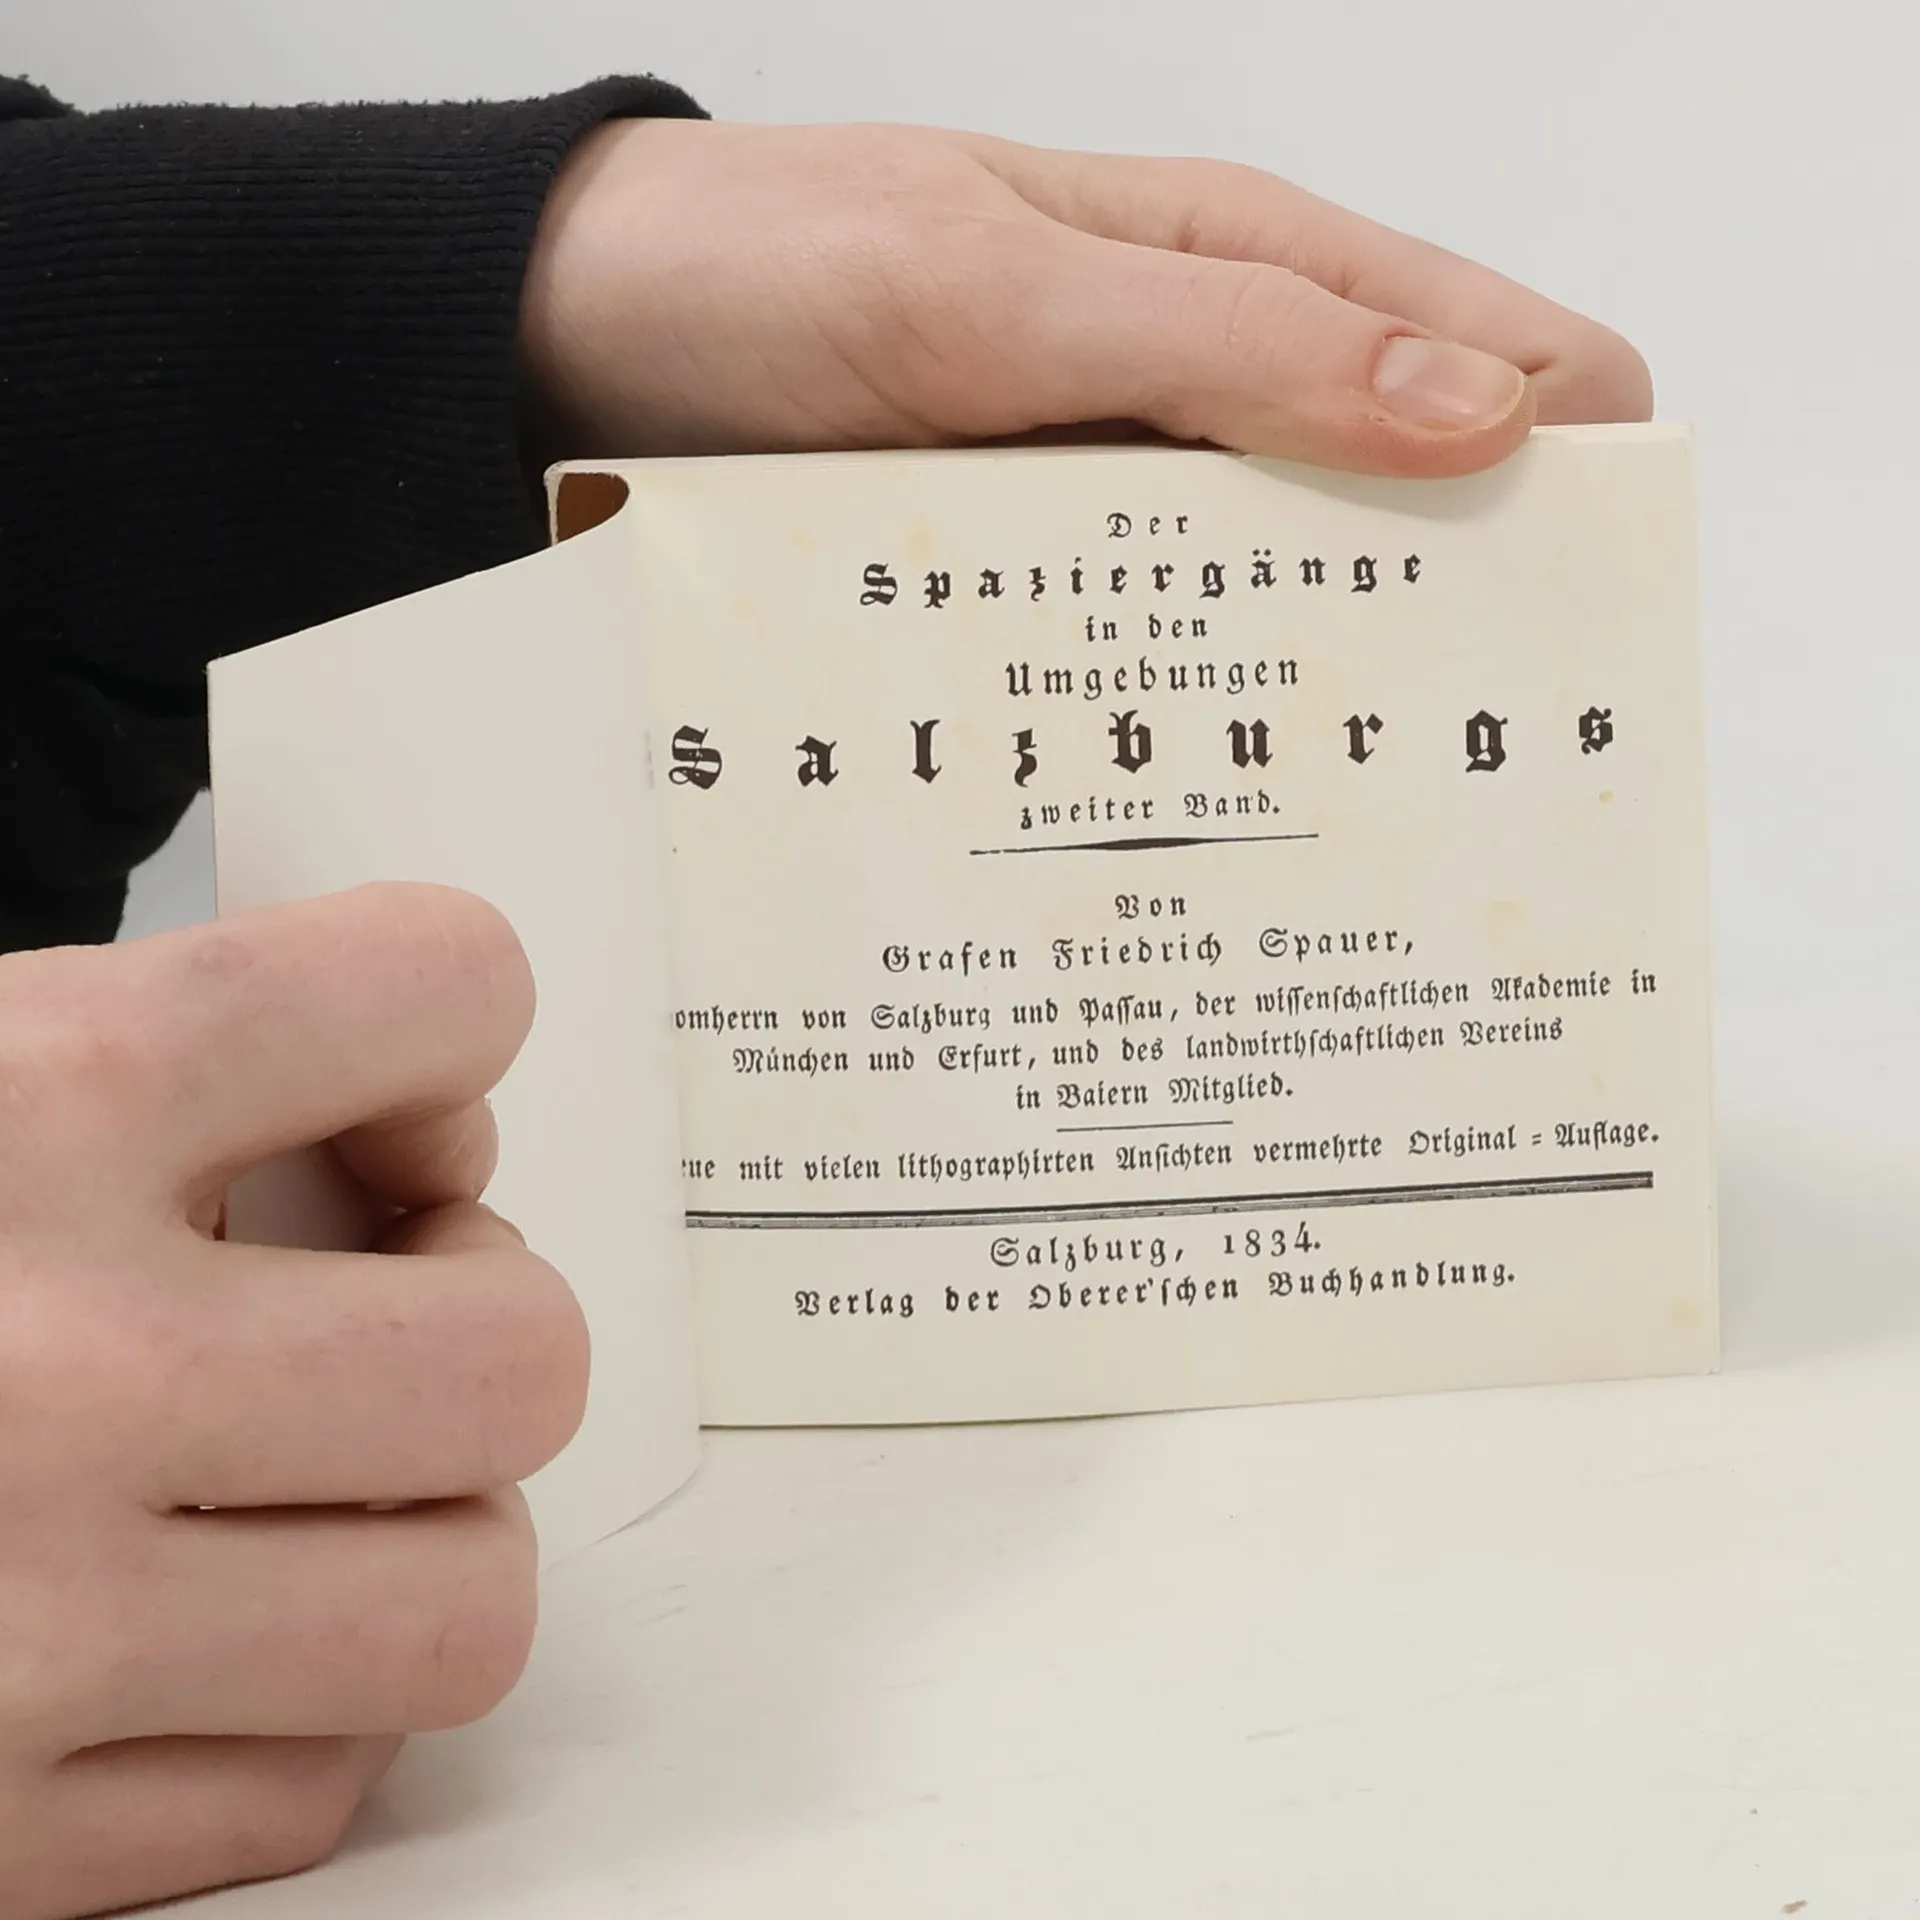 Der
Spaziergänge
in den
Umgebungen
Salzburgs
zweiter Band.
Von
Grafen Friedrich Spauer,
omherrn von Salzburg und Passau, der wissenschaftlichen Akademie in
München und Erfurt, und des landwirthschaftlichen Vereins
in Baiern Mitglied.
ue mit vielen lithographirten Ansichten vermehrte Original = Auflage.
Salzburg, 1834.
Verlag der Oberer'schen Buchhandlung.